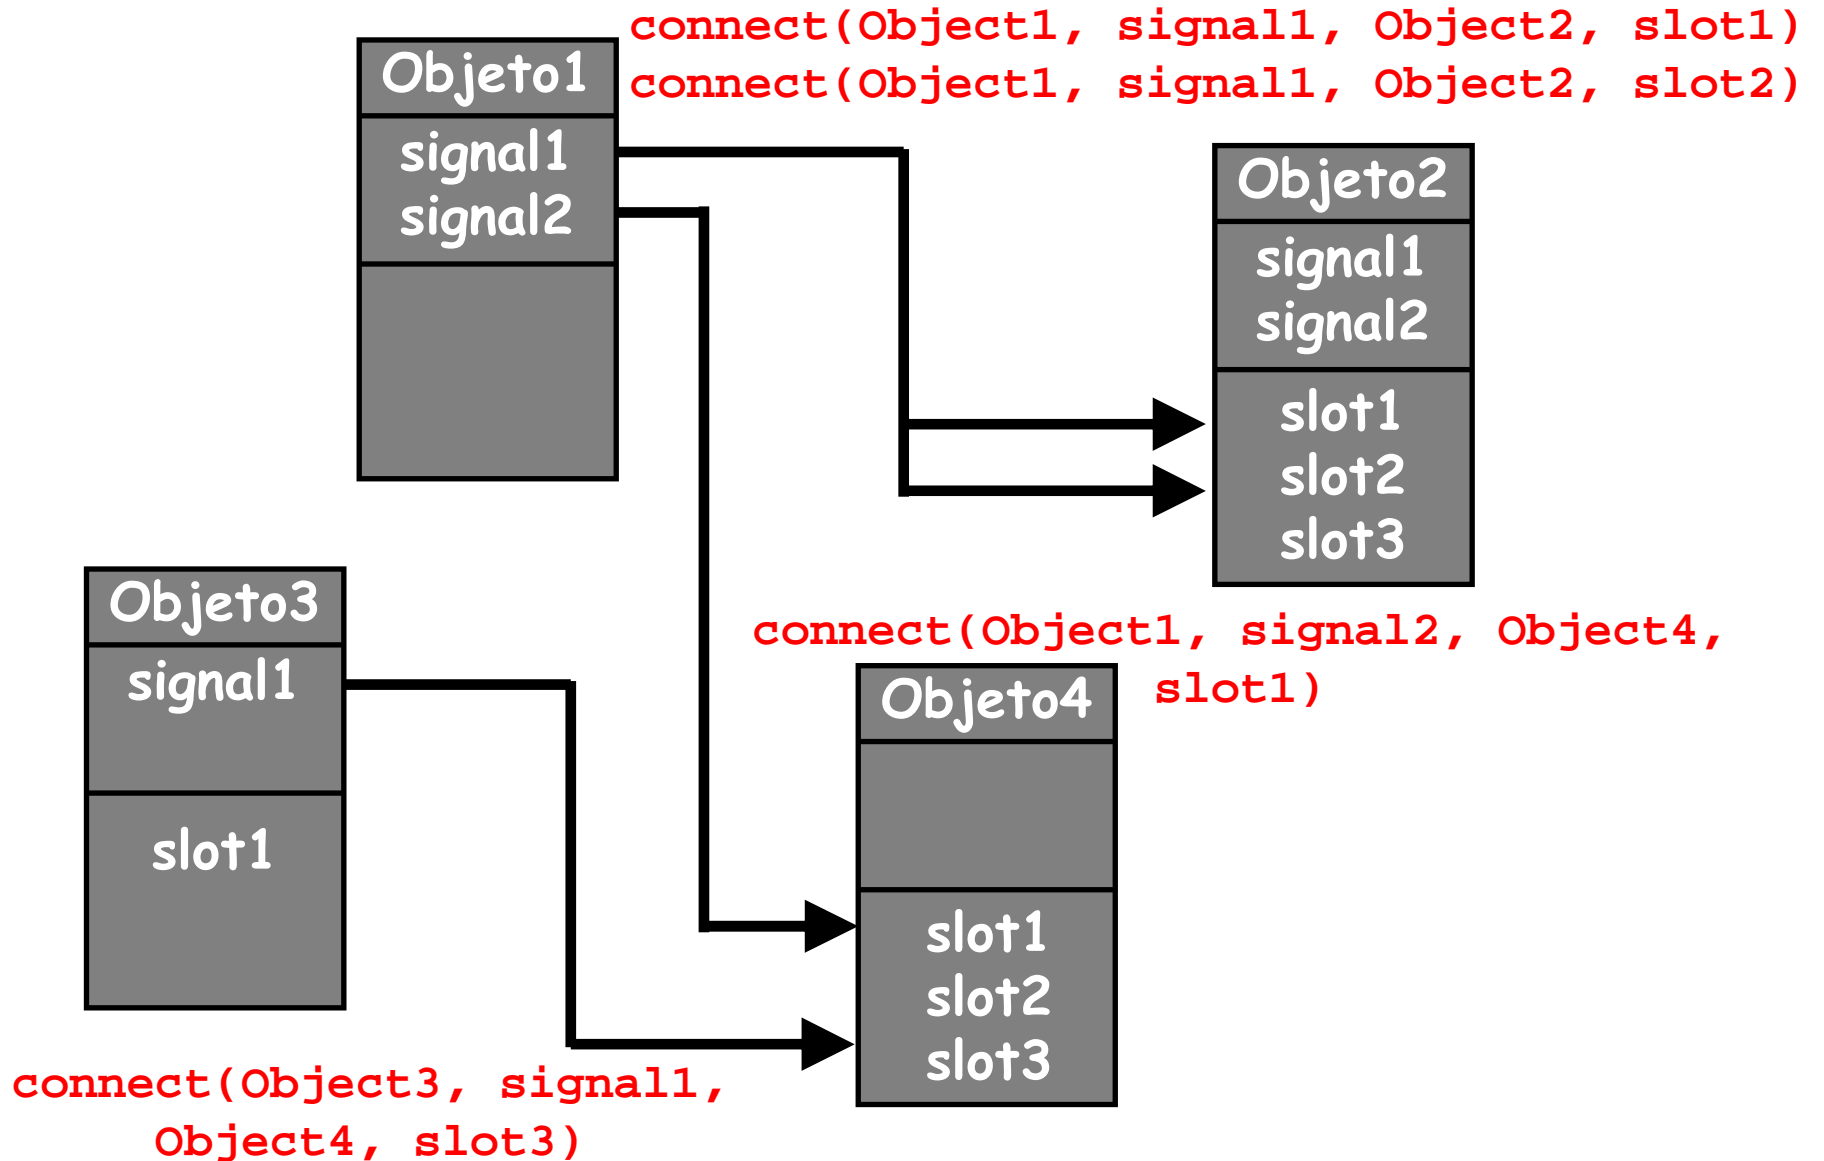 connect(Object1, signal1, Object2, slot1)
connect(Object1, signal1, Object2, slot2)
Objeto1
signal1
signal2
Objeto2
signal1
signal2
slot1
slot2
slot3
Objeto3
signal1
slot1
connect(Object1, signal2, Object4,
slot1)
Objeto4
slot1
slot2
slot3
connect(Object3, signal1,
Object4, slot3)